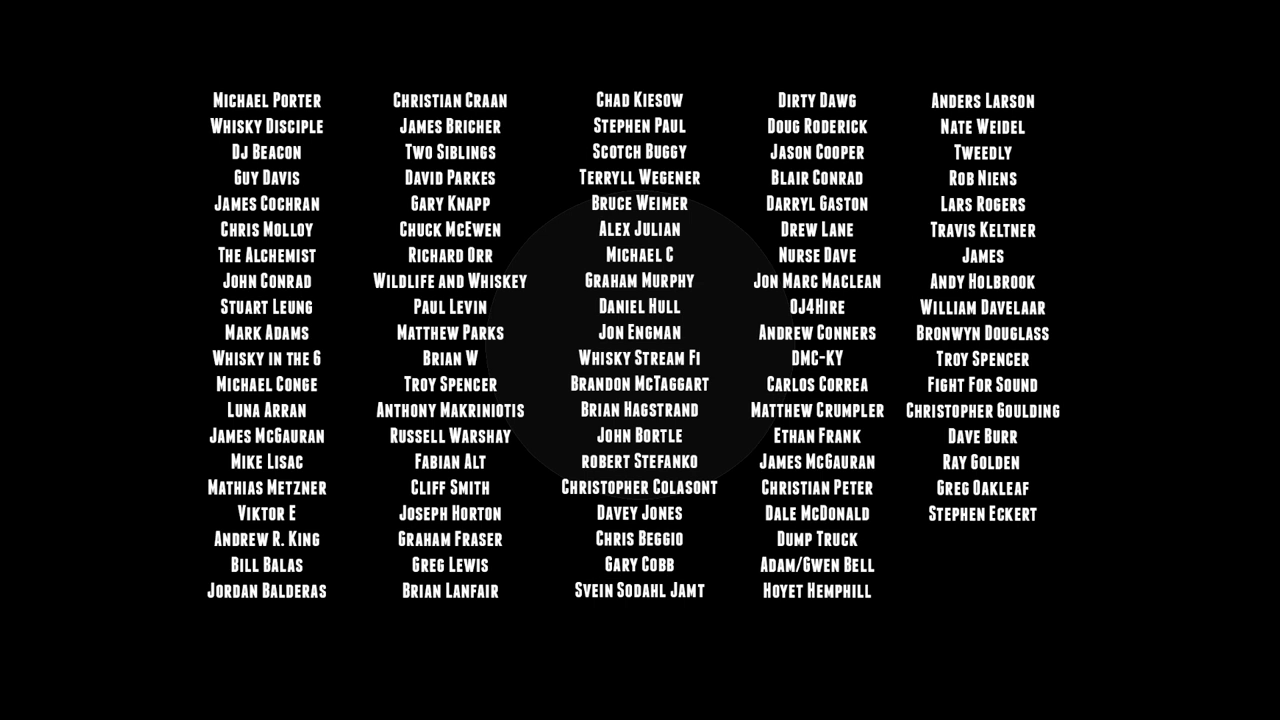 Michael Porter
Whisky Disciple
Dj Beacon
Guy Davis
James Cochran
Chris Molloy
The Alchemist
John Conrad
Stuart Leung
Mark Adams
Whisky in the 6
Michael Conge
Luna Arran
James McGauran
Mike Lisac
Mathias Metzner
Viktor E
Andrew R. King
Bill Balas
Jordan Balderas
Christian Craan
James Bricher
Two Siblings
David Parkes
Gary Knapp
Chuck McEwen
Richard Orr
Wildlife and Whiskey
Paul Levin
Matthew Parks
Brian W
Troy Spencer
Anthony Makriniotis
Russell Warshay
Fabian Alt
Cliff Smith
Joseph Horton
Graham Fraser
Greg Lewis
Brian Lanfair
Chad Kiesow
Stephen Paul
Scotch Buggy
Terryll Wegener
Bruce Weimer
Alex Julian
Michael C
Graham Murphy
Daniel Hull
Jon Engman
Whisky Stream Fi
Brandon McTaggart
Brian Hagstrand
John Bortle
robert Stefanko
Christopher Colasont
Davey Jones
Chris Beggio
Gary Cobb
Svein Sodahl Jamt
Dirty Dawg
Doug Roderick
Jason Cooper
Blair Conrad
Darryl Gaston
Drew Lane
Nurse Dave
Jon Marc Maclean
OJ4Hire
Andrew Conners
DMC-KY
Carlos Correa
Matthew Crumpler
Ethan Frank
James McGauran
Christian Peter
Dale McDonald
Dump Truck
Adam/Gwen Bell
Hoyet Hemphill
Anders Larson
Nate Weidel
Tweedly
Rob Niens
Lars Rogers
Travis Keltner
James
Andy Holbrook
William Davelaar
Bronwyn Douglass
Troy Spencer
Fight For Sound
Christopher Goulding
Dave Burr
Ray Golden
Greg Oakleaf
Stephen Eckert